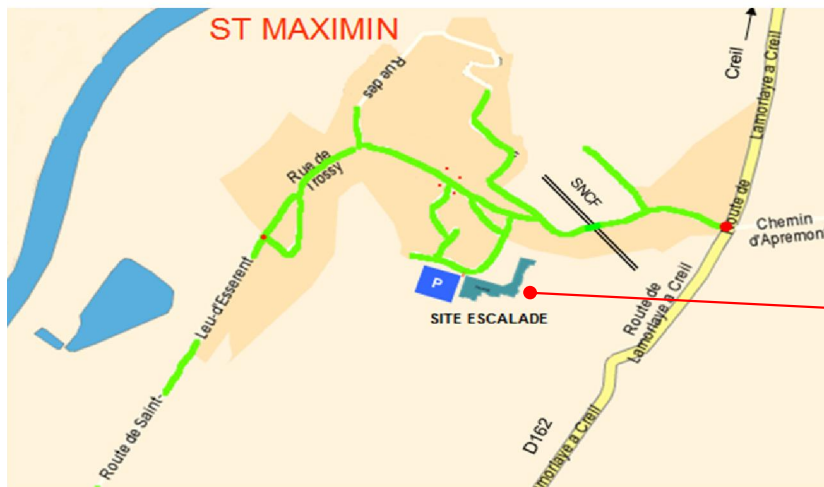 ST MAXIMIN
Creil
Lamorlaye a Creil
Route de
Rue des
Rue de
Trossy
SNCF
Chemin
d'Apremon
Leu-d'Esserent
P
SITE ESCALADE
Route de
Lamorlaye a Creil
Route de Saint-
D162
Lamorlaye a Creil